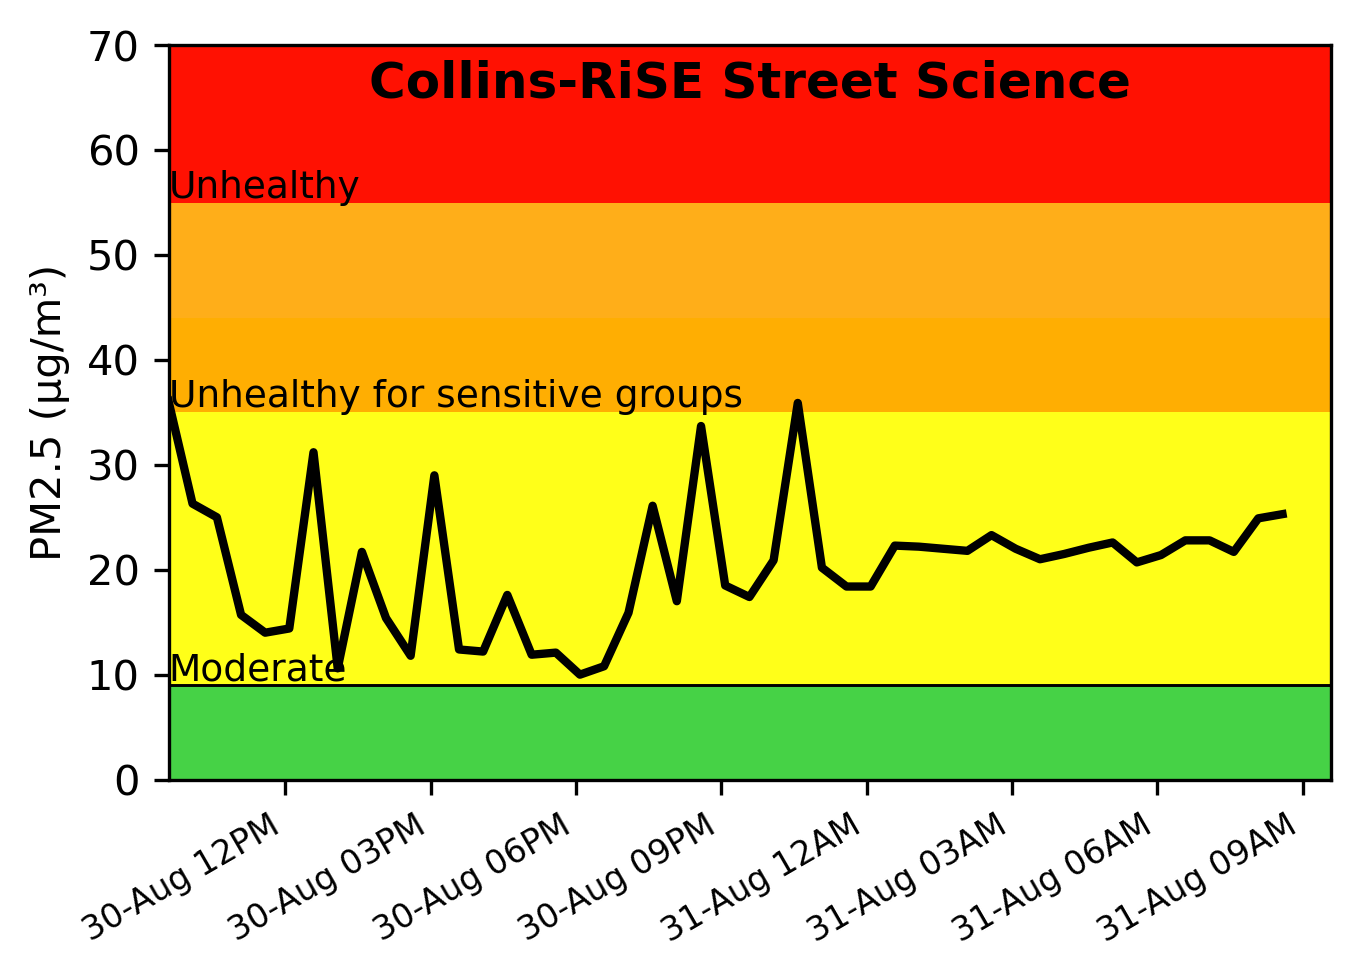 Collins-RiSE Street Science
PM2.5 (µg/m³)
70
60
50
40
30
20
10
0
Unhealthy
Unhealthy for sensitive groups
Moderate
30-Aug 12PM
30-Aug 03PM
30-Aug 06PM
30-Aug 09PM
31-Aug 12AM
31-Aug 03AM
31-Aug 06AM
31-Aug 09AM